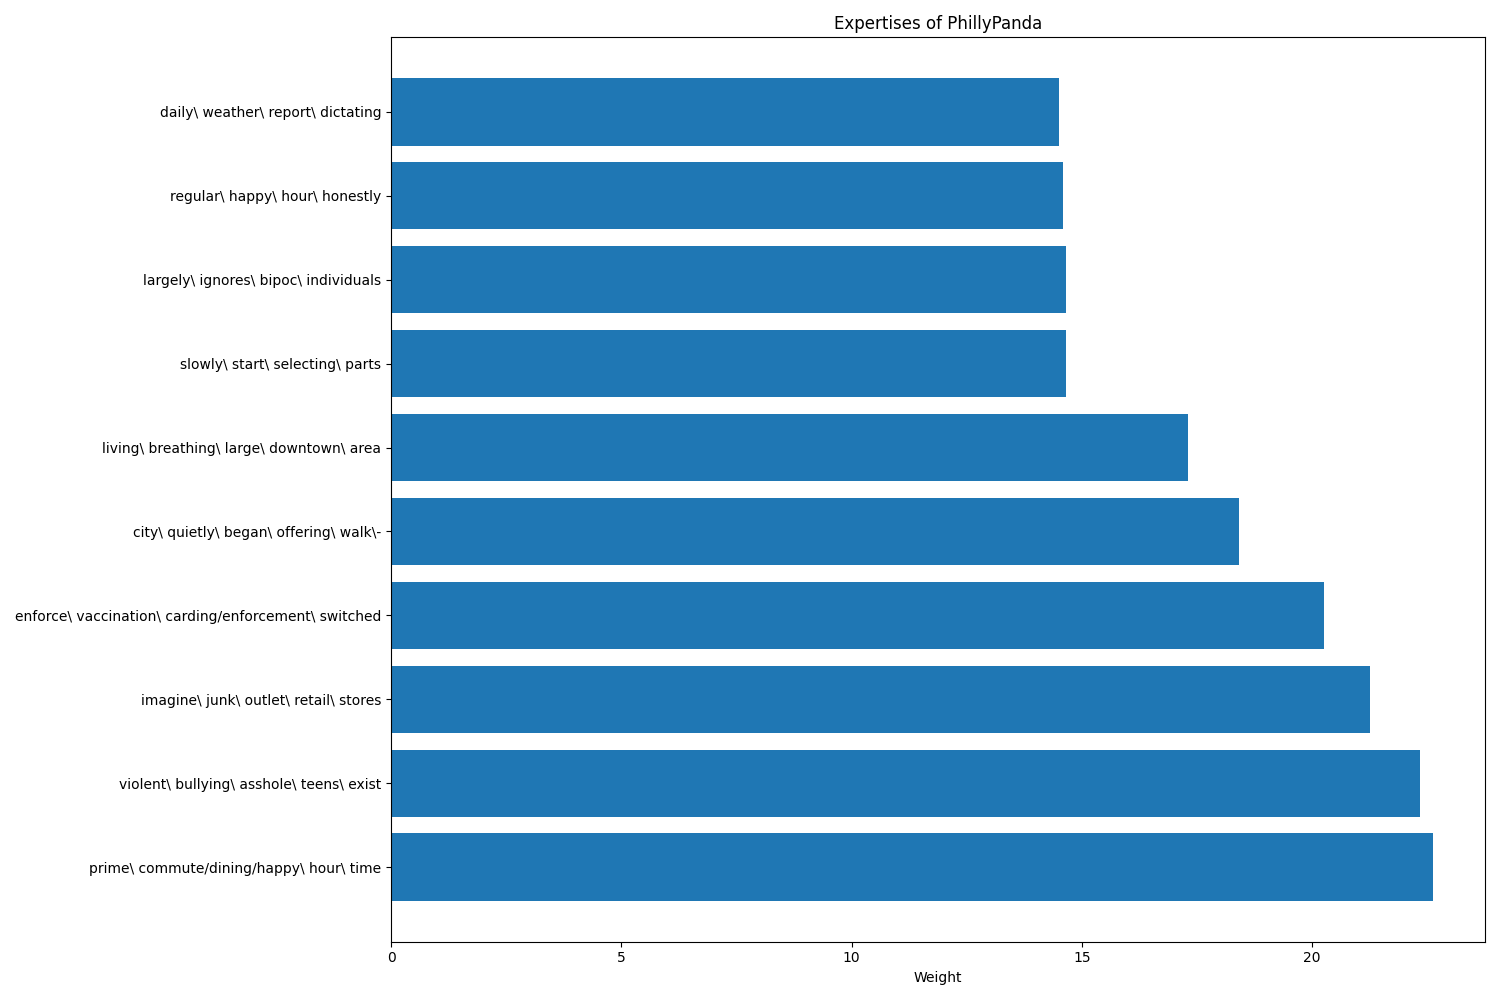 Expertises of PhillyPanda
daily\ weather\ report\ dictating
regular\ happy\ hour\ honestly
largely\ ignores\ bipoc\ individuals
slowly\ start\ selecting\ parts
living\ breathing\ large\ downtown\ area
city\ quietly\ began\ offering\ walk\-
enforce\ vaccination\ carding/enforcement\ switched
imagine\ junk\ outlet\ retail\ stores
violent\ bullying\ asshole\ teens\ exist
prime\ commute/dining/happy\ hour\ time
0 5 10 15 20
Weight